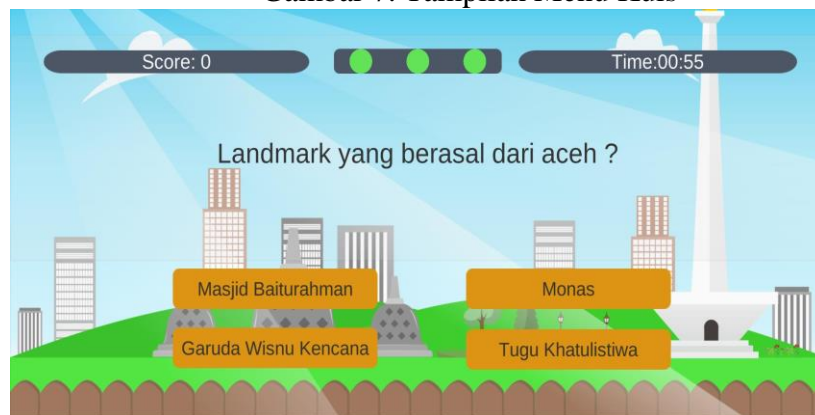 Score: 0
Time:00:55
Landmark yang berasal dari aceh ?
Masjid Baiturahman
Monas
Garuda Wisnu Kencana
Tugu Khatulistiwa